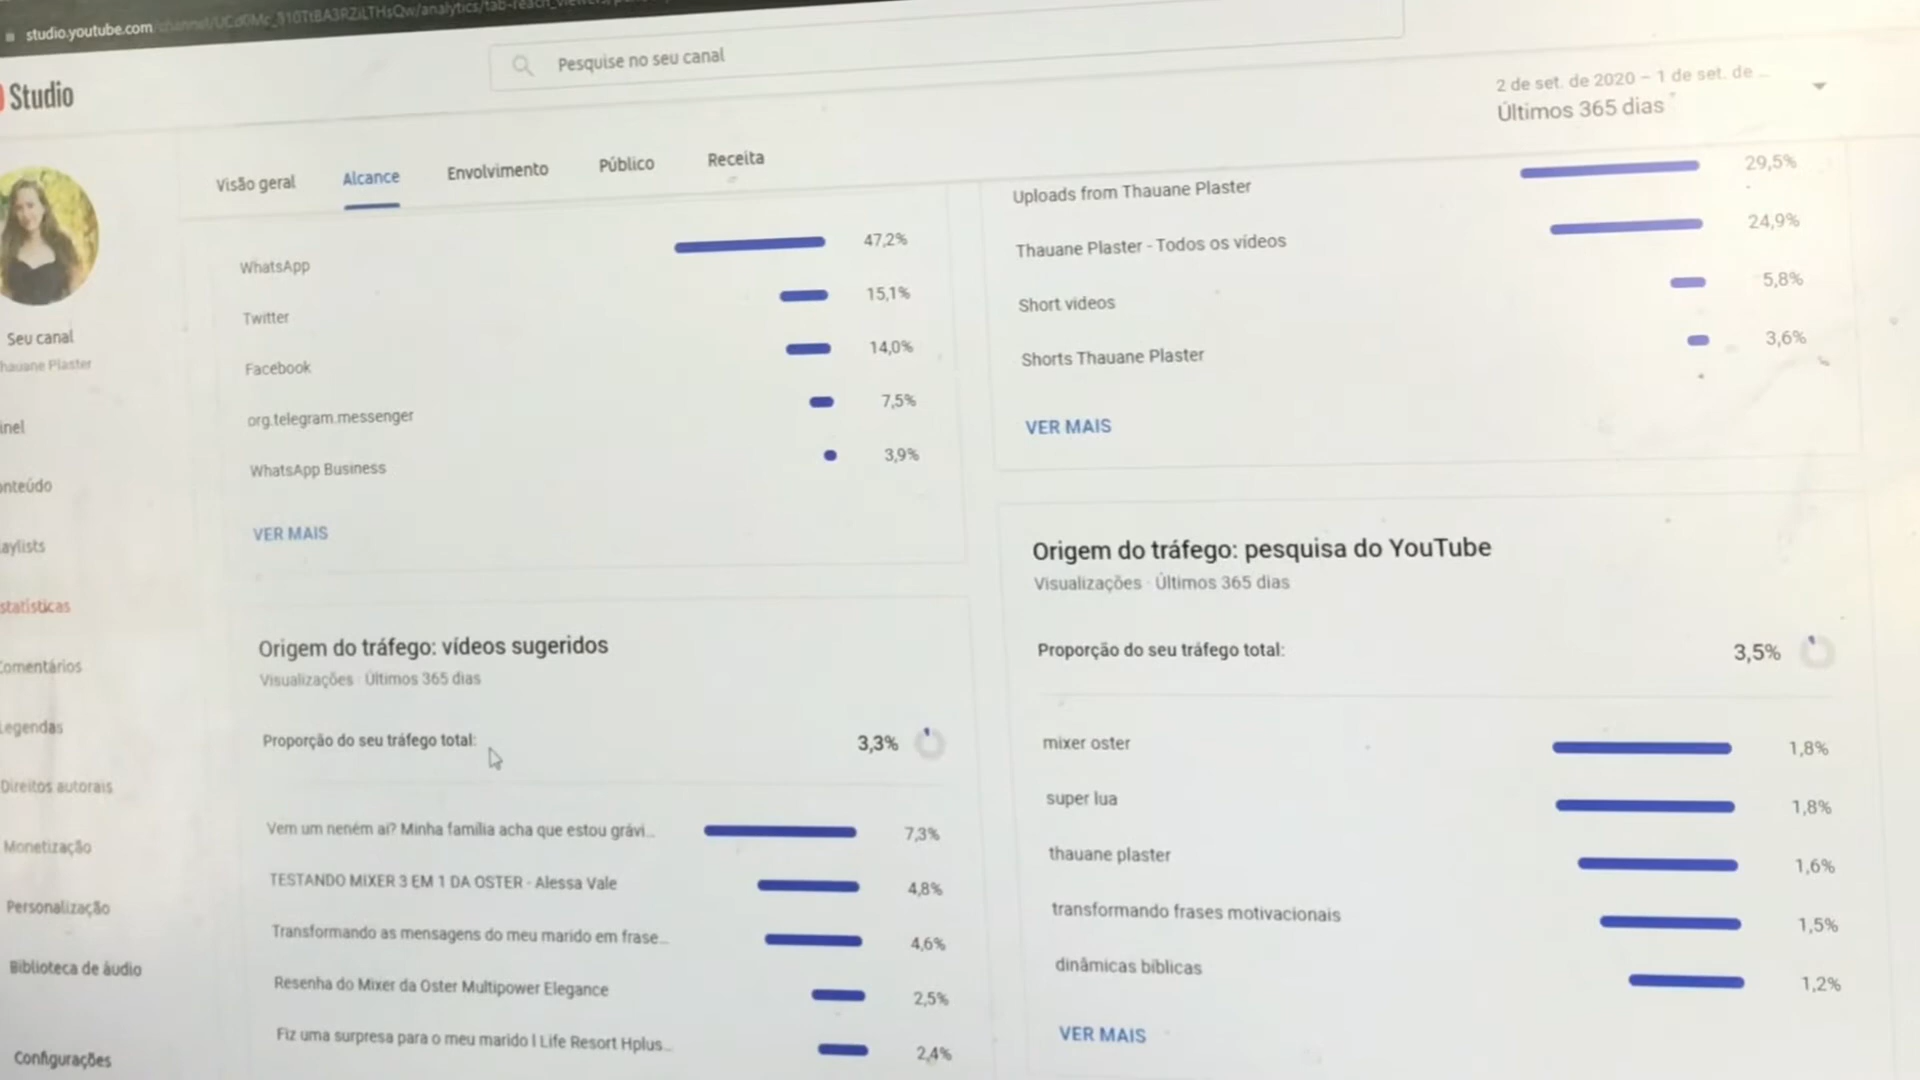 studio.youtube.com
Studio
Pesquise no seu canal
2 de set. de 2020 – 1 de set. de ...
Últimos 365 dias
Visão geral
Alcance
Envolvimento
Público
Receita
Seu canal
hauane Plaster
inel
onteúdo
aylists
statísticas
Comentários
Legendas
Direitos autorais
Monetização
Personalização
Biblioteca de áudio
Configurações
WhatsApp 47,2%
Twitter 15,1%
Facebook 14,0%
org.telegram.messenger 7,5%
WhatsApp Business 3,9%
VER MAIS
Origem do tráfego: vídeos sugeridos
Visualizações · Últimos 365 dias
Proporção do seu tráfego total: 3,3%
Vem um neném aí? Minha família acha que estou grávi... 7,3%
TESTANDO MIXER 3 EM 1 DA OSTER - Alessa Vale 4,8%
Transformando as mensagens do meu marido em frase... 4,6%
Resenha do Mixer da Oster Multipower Elegance 2,5%
Fiz uma surpresa para o meu marido l Life Resort Hplus... 2,4%
Uploads from Thauane Plaster 29,5%
Thauane Plaster - Todos os vídeos 24,9%
Short videos 5,8%
Shorts Thauane Plaster 3,6%
VER MAIS
Origem do tráfego: pesquisa do YouTube
Visualizações · Últimos 365 dias
Proporção do seu tráfego total: 3,5%
mixer oster 1,8%
super lua 1,8%
thauane plaster 1,6%
transformando frases motivacionais 1,5%
dinâmicas bíblicas 1,2%
VER MAIS